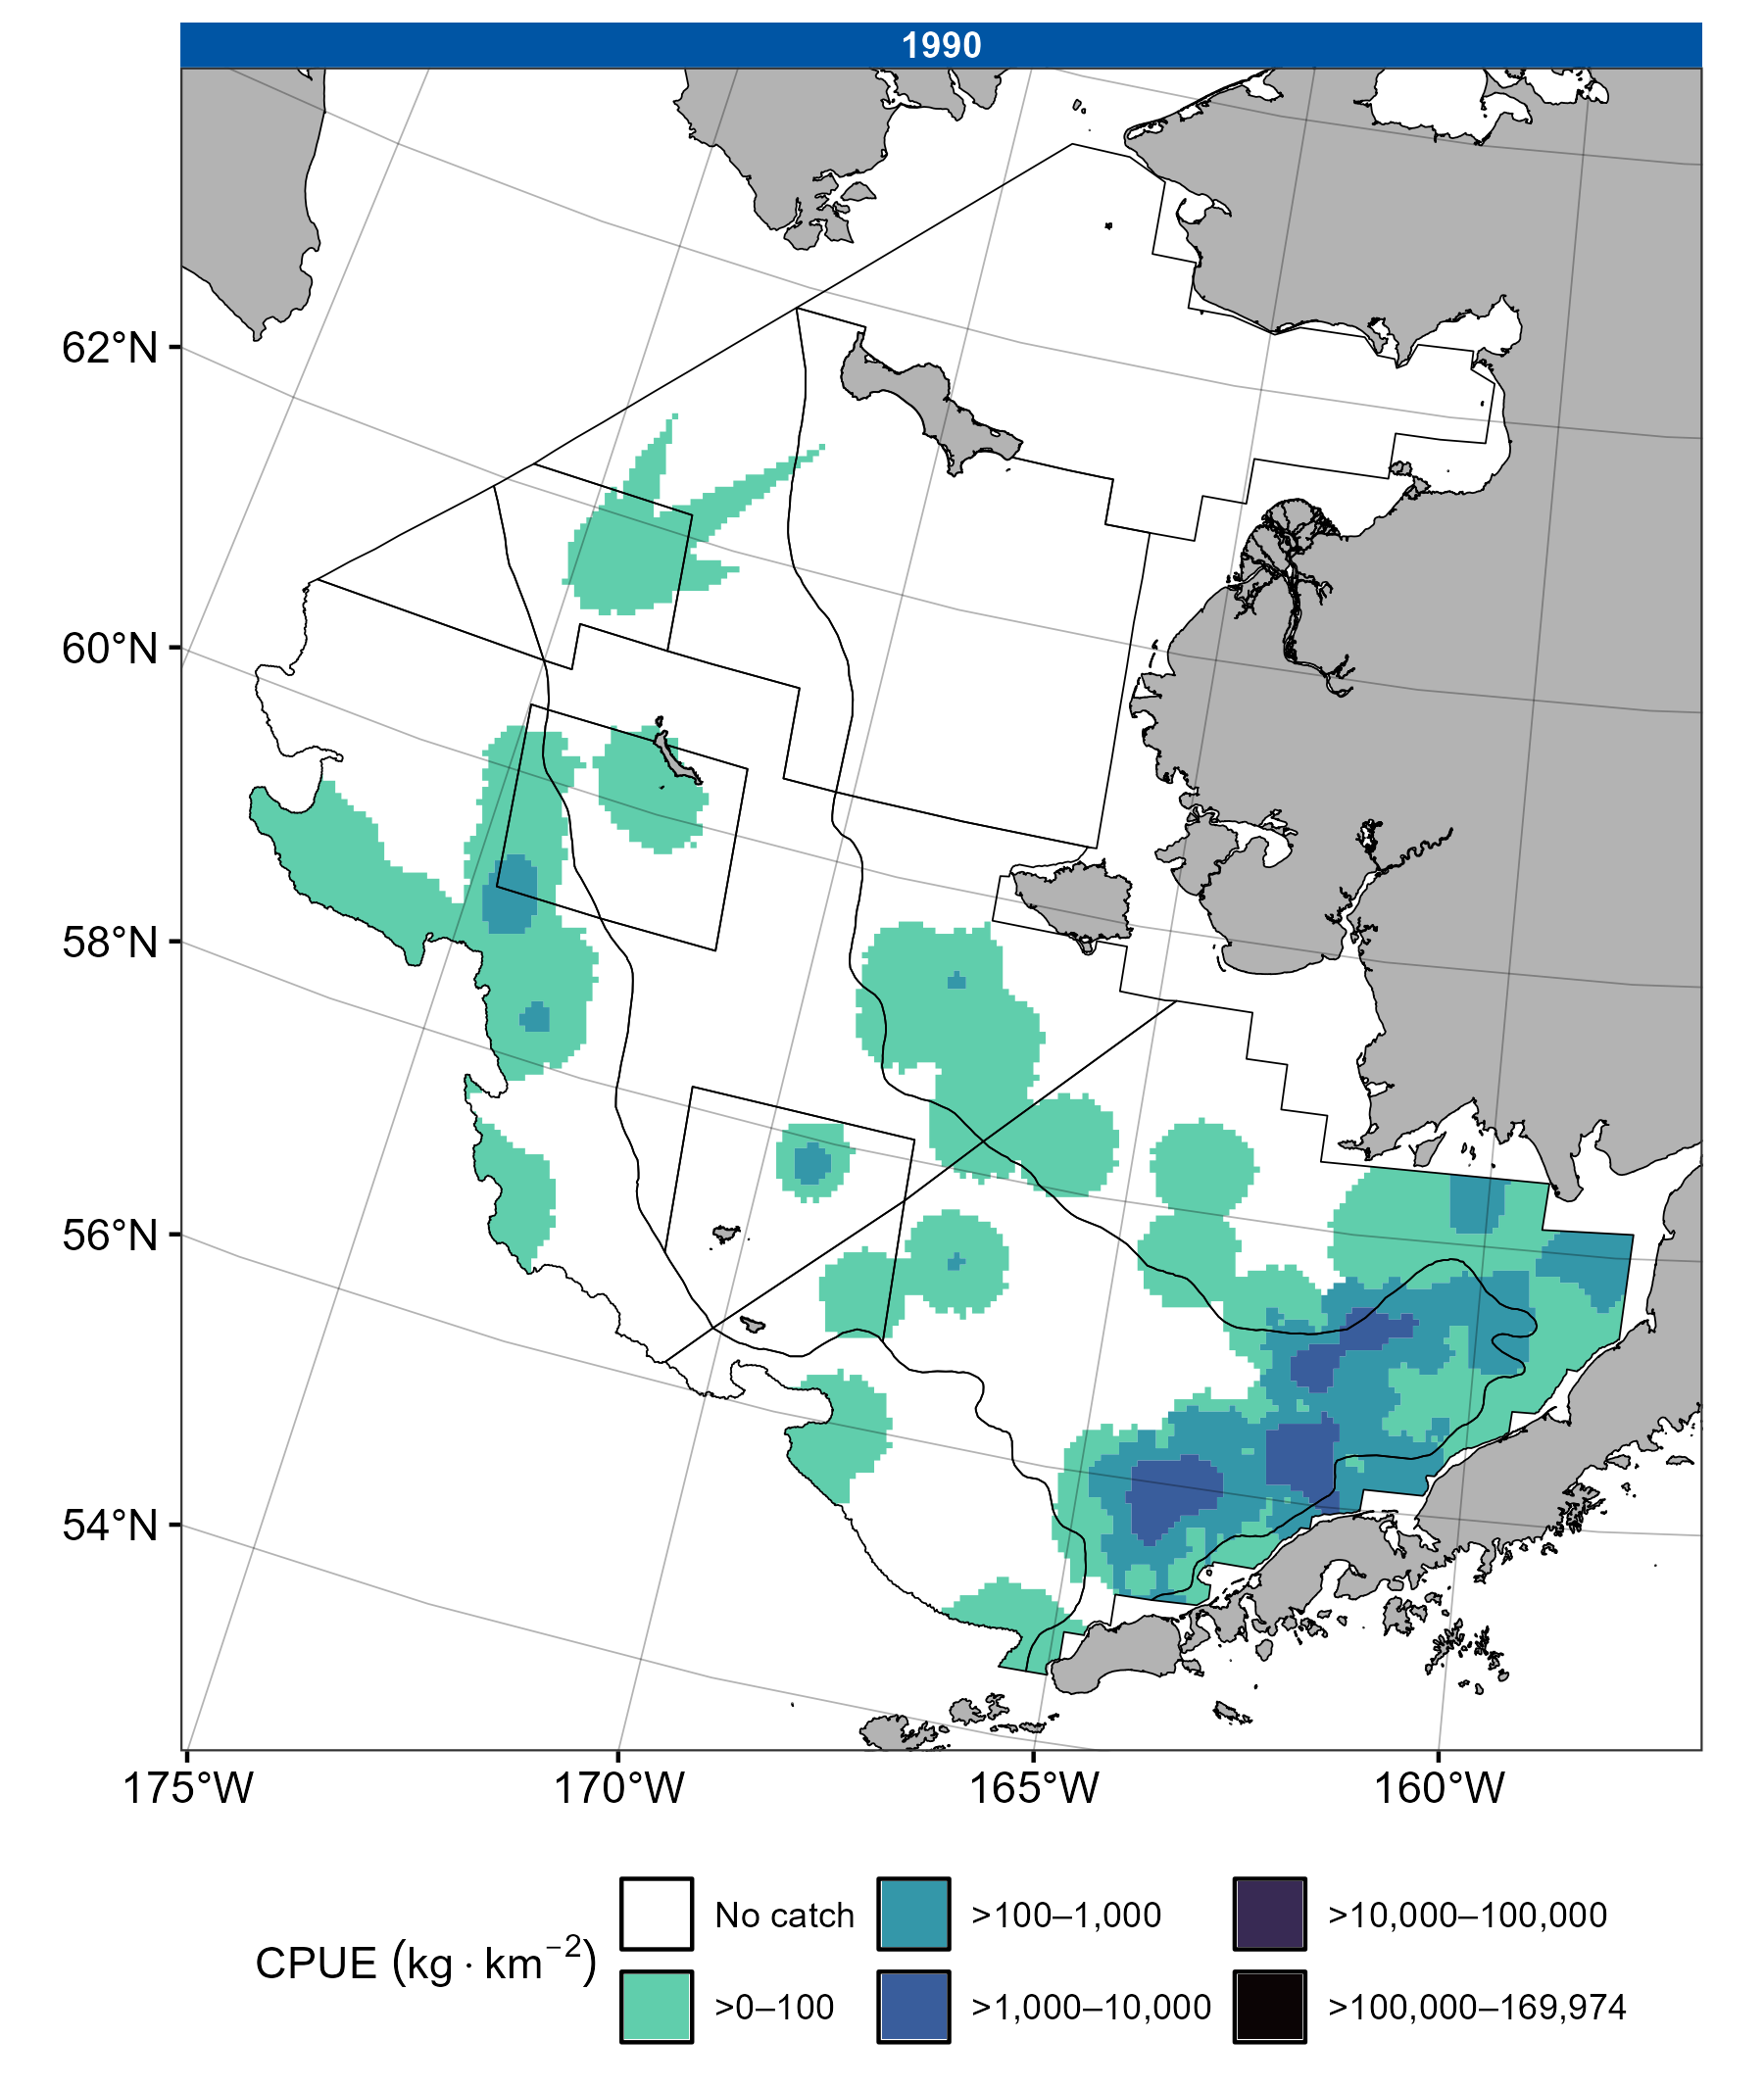 1990
62°N
60°N
58°N
56°N
54°N
175°W 170°W 165°W 160°W
CPUE (kg · km⁻²)
No catch >100–1,000 >10,000–100,000
>0–100 >1,000–10,000 >100,000–169,974